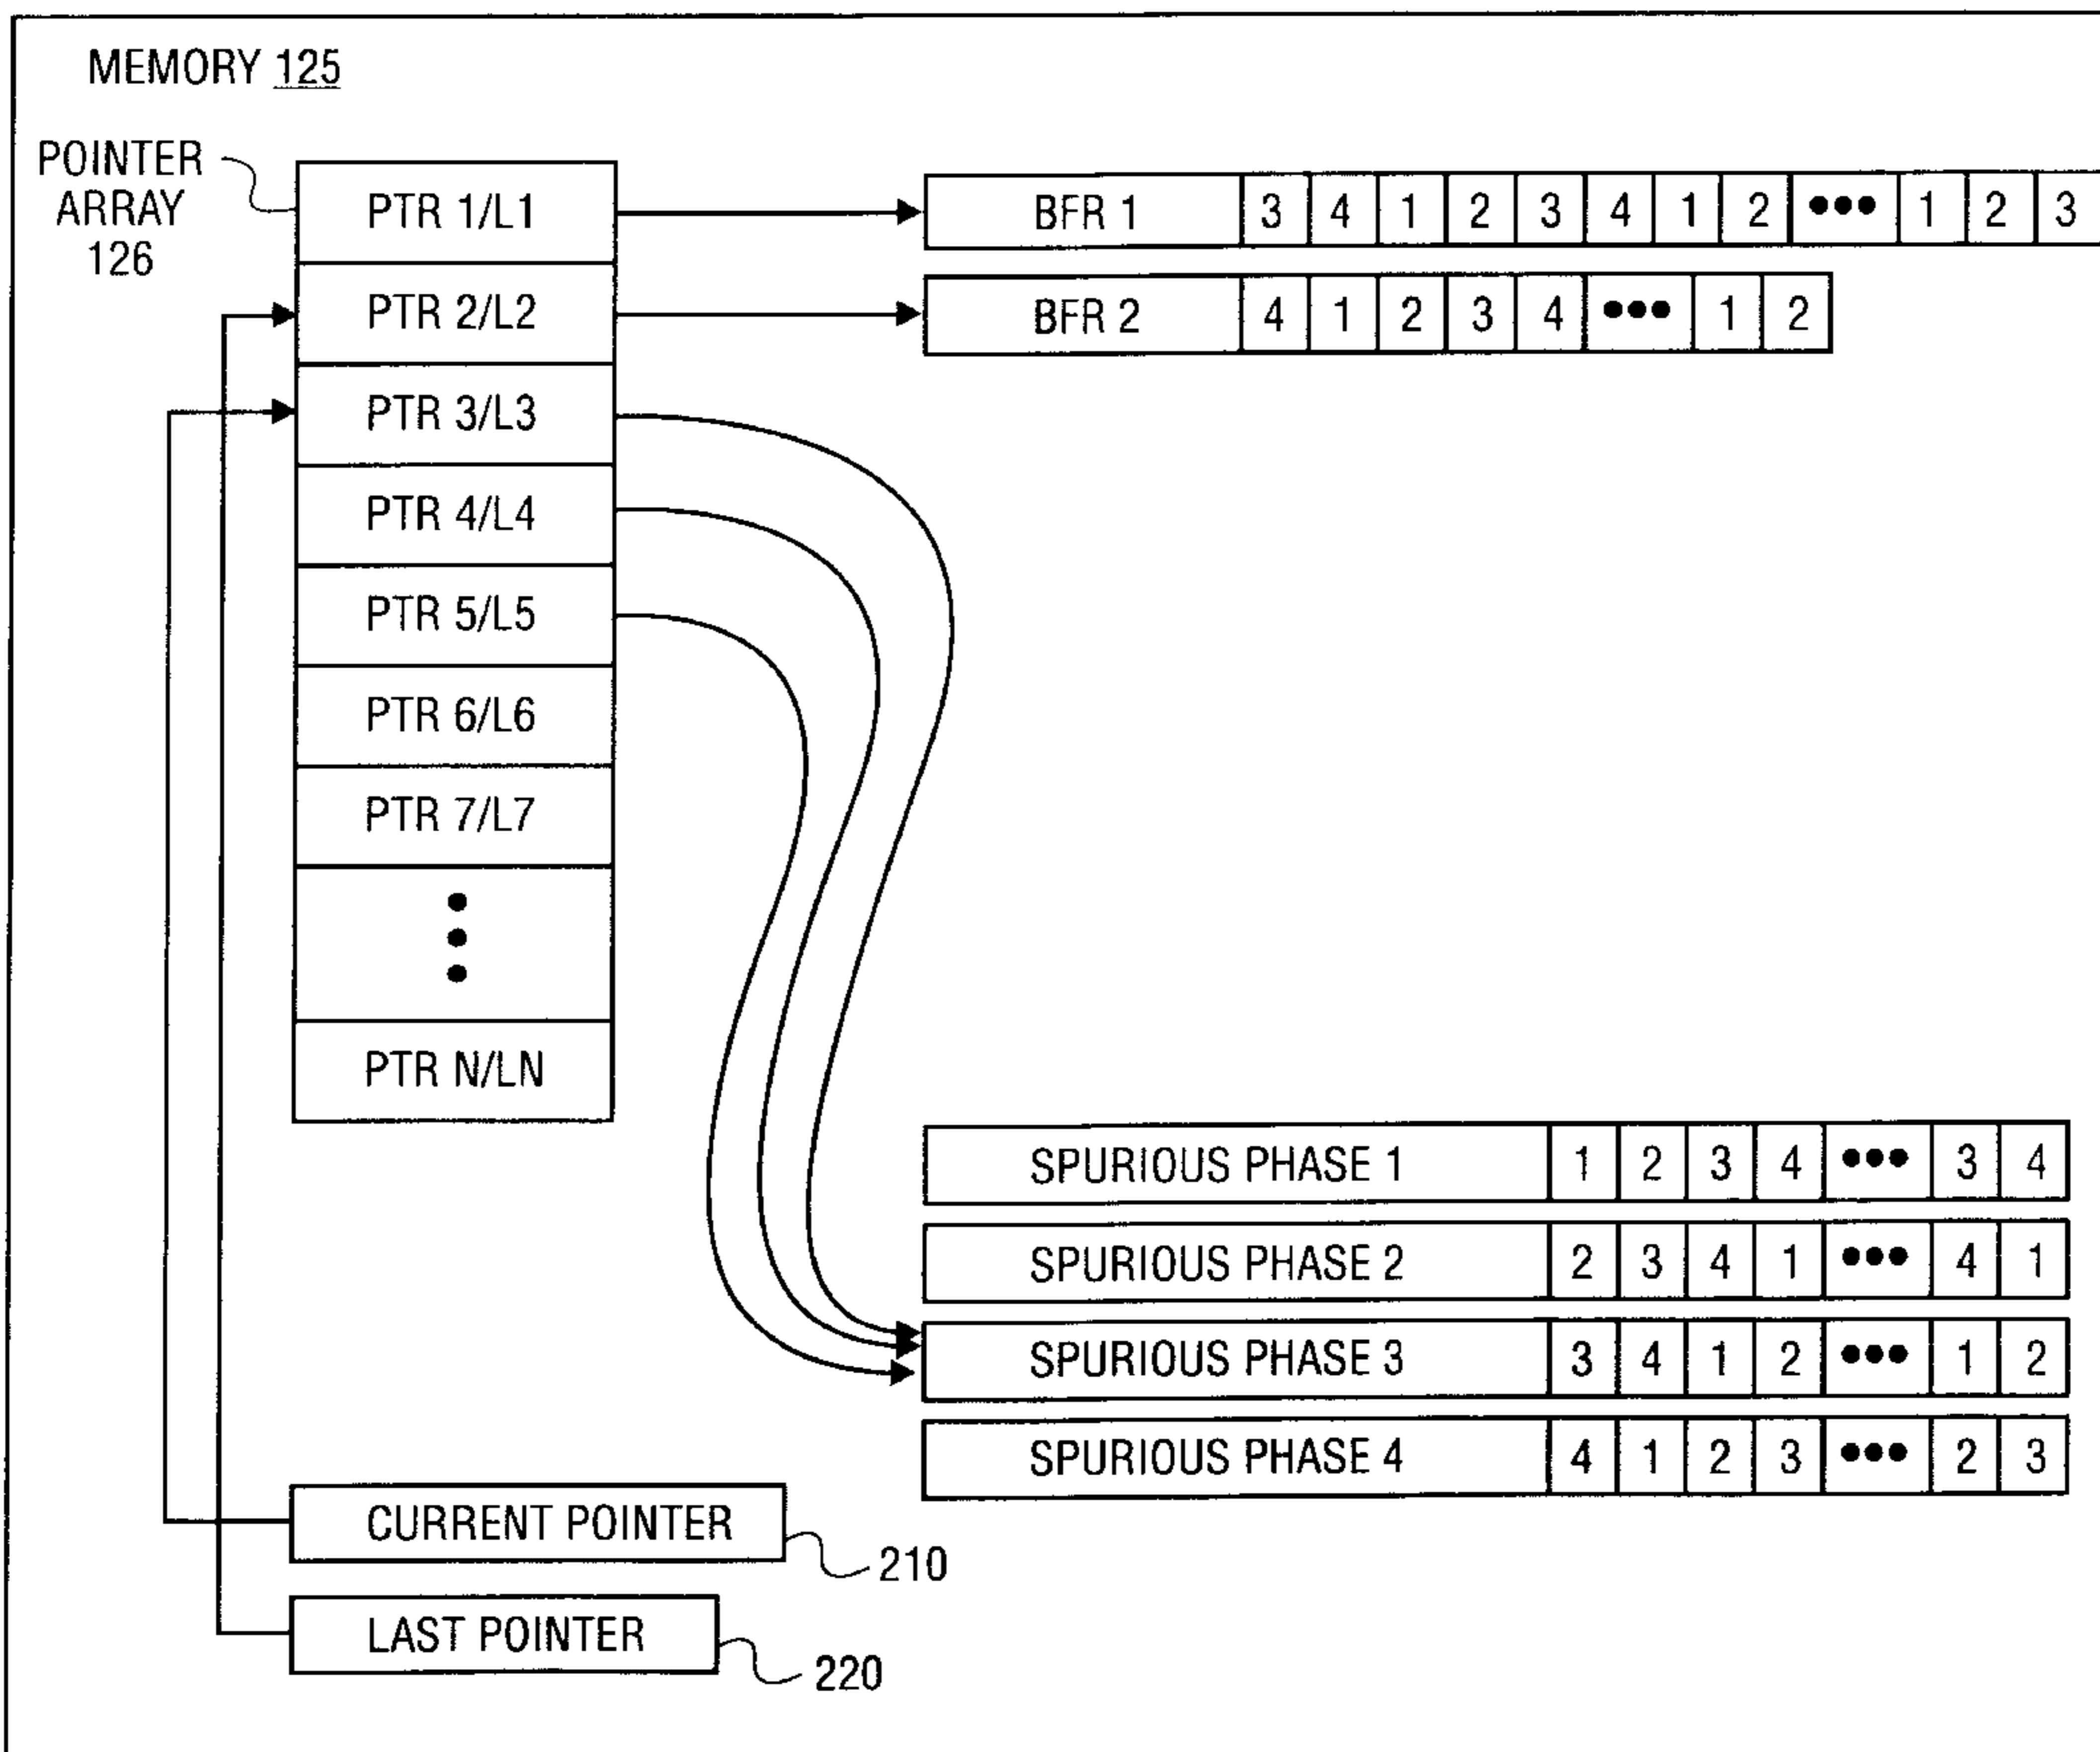 MEMORY 125
POINTER
ARRAY
126
PTR 1/L1
PTR 2/L2
PTR 3/L3
PTR 4/L4
PTR 5/L5
PTR 6/L6
PTR 7/L7
PTR N/LN
BFR 1 3 4 1 2 3 4 1 2 ••• 1 2 3
BFR 2 4 1 2 3 4 ••• 1 2
SPURIOUS PHASE 1 1 2 3 4 ••• 3 4
SPURIOUS PHASE 2 2 3 4 1 ••• 4 1
SPURIOUS PHASE 3 3 4 1 2 ••• 1 2
SPURIOUS PHASE 4 4 1 2 3 ••• 2 3
CURRENT POINTER
210
LAST POINTER
220